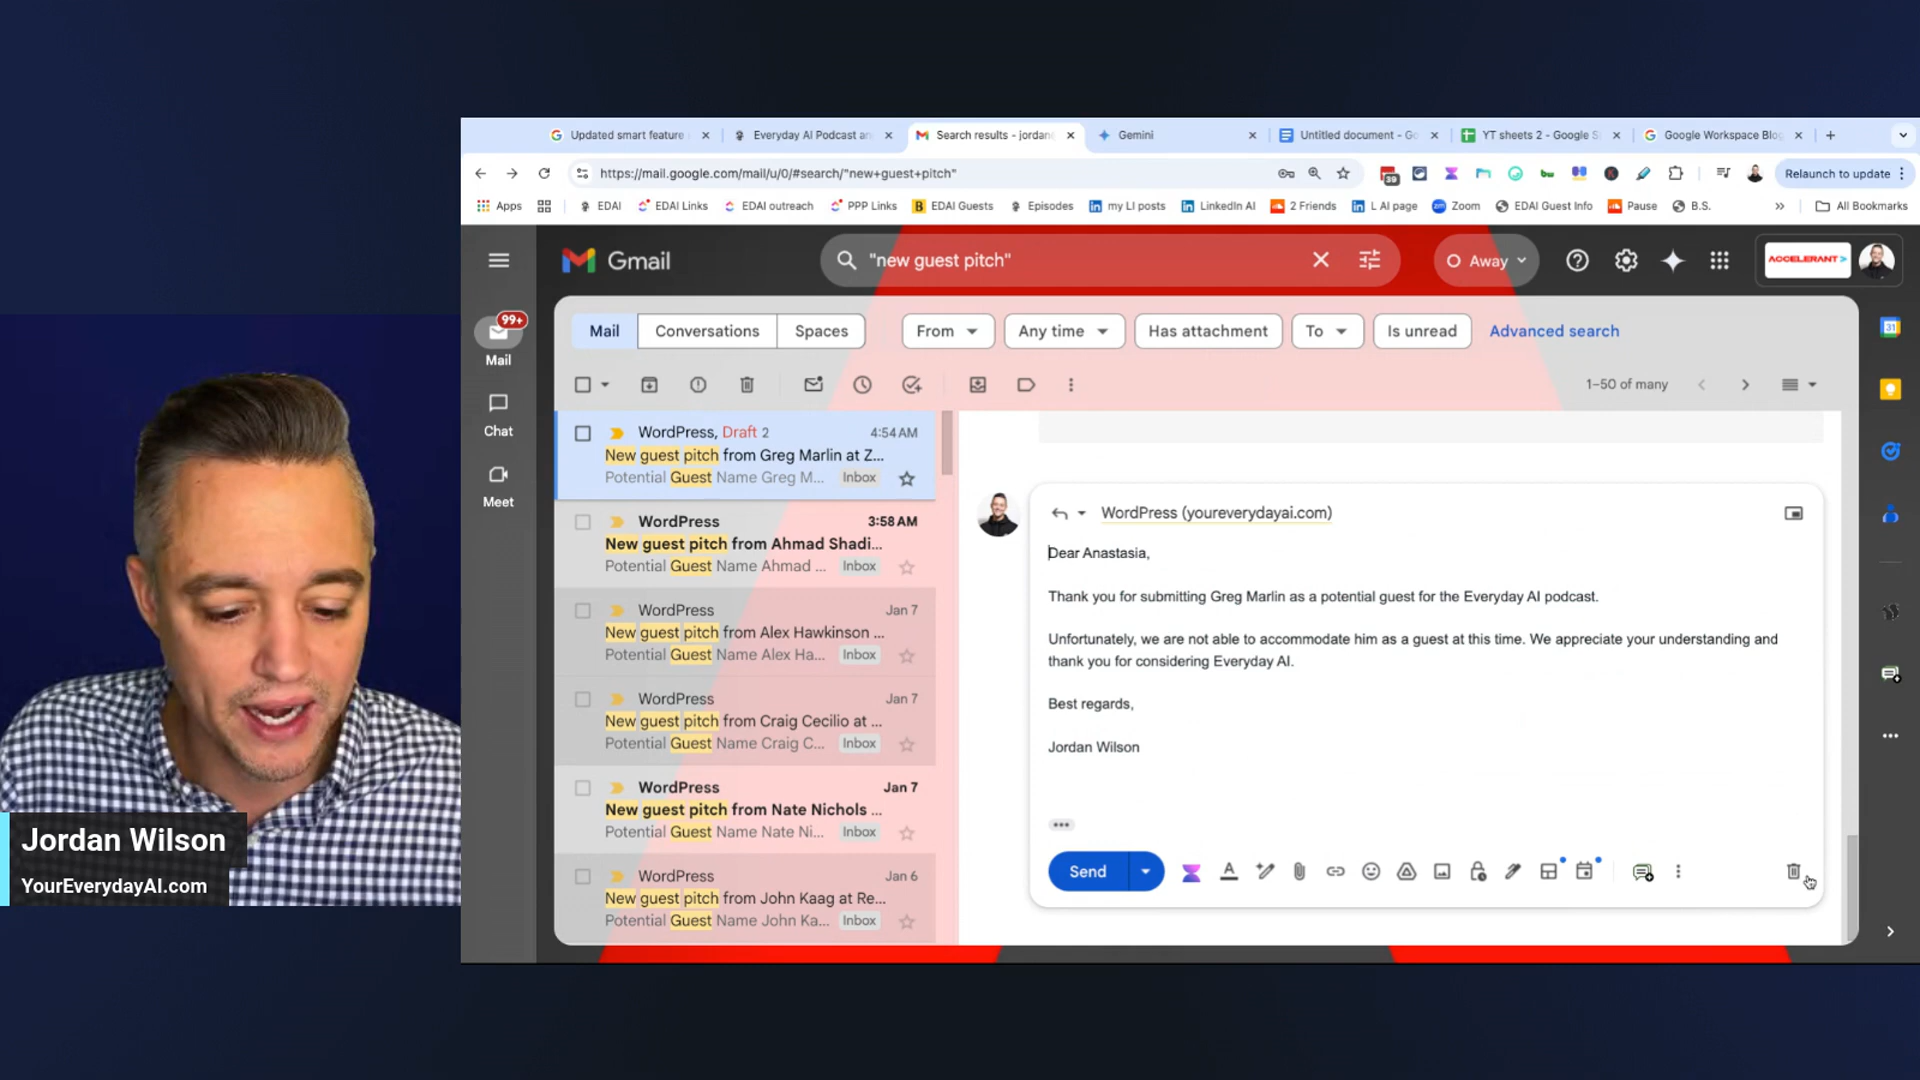 Updated smart feature
Everyday AI Podcast an
Search results - jordan
Gemini
Untitled document - Go
YT sheets 2 - Google S
Google Workspace Blog
https://mail.google.com/mail/u/0/#search/"new+guest+pitch"
39
Relaunch to update
Apps
EDAI
EDAI Links
EDAI outreach
PPP Links
B EDAI Guests
Episodes
my LI posts
LinkedIn AI
2 Friends
L AI page
Zoom
EDAI Guest Info
Pause
B.S.
All Bookmarks
Gmail
"new guest pitch"
Away
ACCELERANT >
99+
Mail
Chat
Meet
Mail
Conversations
Spaces
From
Any time
Has attachment
To
Is unread
Advanced search
1–50 of many
WordPress, Draft 2
4:54 AM
New guest pitch from Greg Marlin at Z...
Potential Guest Name Greg M...
Inbox
WordPress
3:58 AM
New guest pitch from Ahmad Shadi...
Potential Guest Name Ahmad ...
Inbox
WordPress
Jan 7
New guest pitch from Alex Hawkinson ...
Potential Guest Name Alex Ha...
Inbox
WordPress
Jan 7
New guest pitch from Craig Cecilio at ...
Potential Guest Name Craig C...
Inbox
WordPress
Jan 7
New guest pitch from Nate Nichols ...
Potential Guest Name Nate Ni...
Inbox
WordPress
Jan 6
New guest pitch from John Kaag at Re...
Potential Guest Name John Ka...
Inbox
WordPress (youreverydayai.com)
Dear Anastasia,
Thank you for submitting Greg Marlin as a potential guest for the Everyday AI podcast.
Unfortunately, we are not able to accommodate him as a guest at this time. We appreciate your understanding and
thank you for considering Everyday AI.
Best regards,
Jordan Wilson
Send
31
Jordan Wilson
YourEverydayAI.com